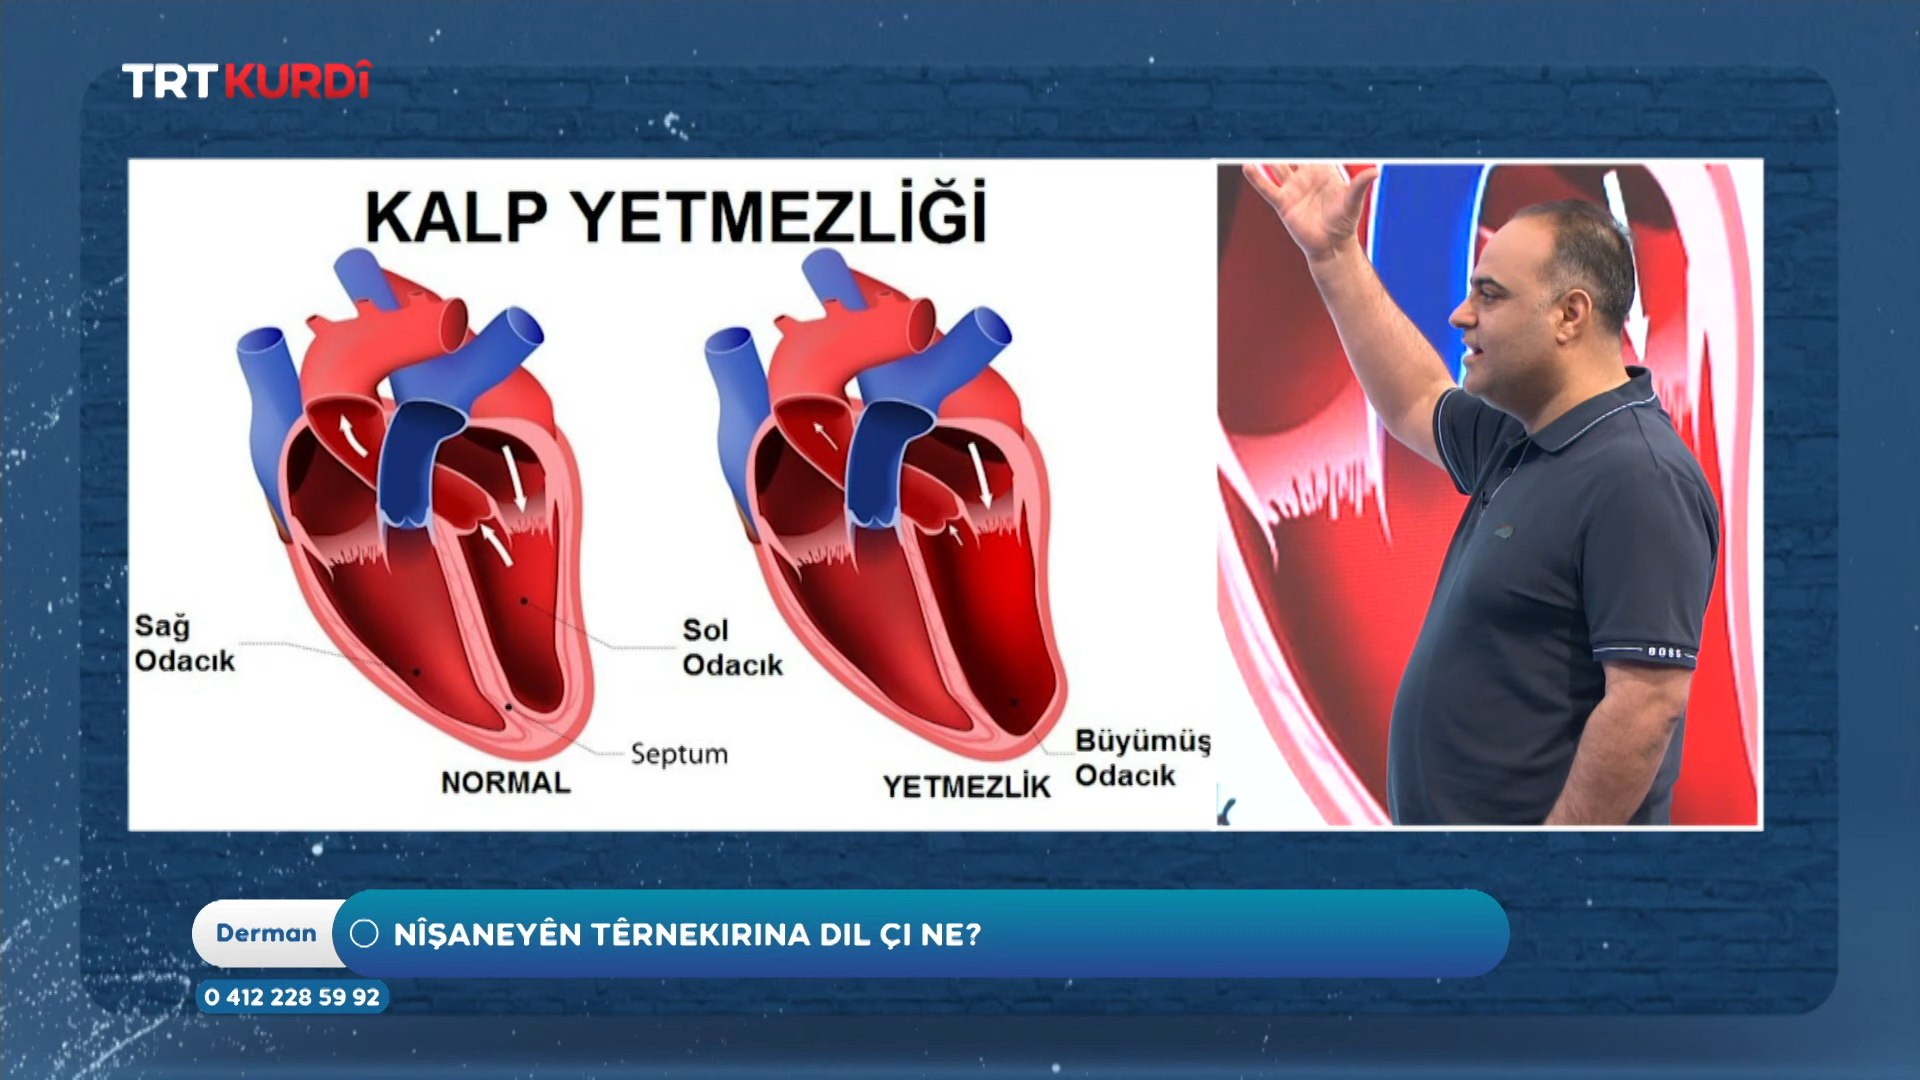 TRT KURDÎ
KALP YETMEZLİĞİ
Sağ
Odacık
Sol
Odacık
Septum
NORMAL
YETMEZLİK
Büyümüş
Odacık
BOSS
Derman
NÎŞANEYÊN TÊRNEKIRINA DIL ÇI NE?
0 412 228 59 92